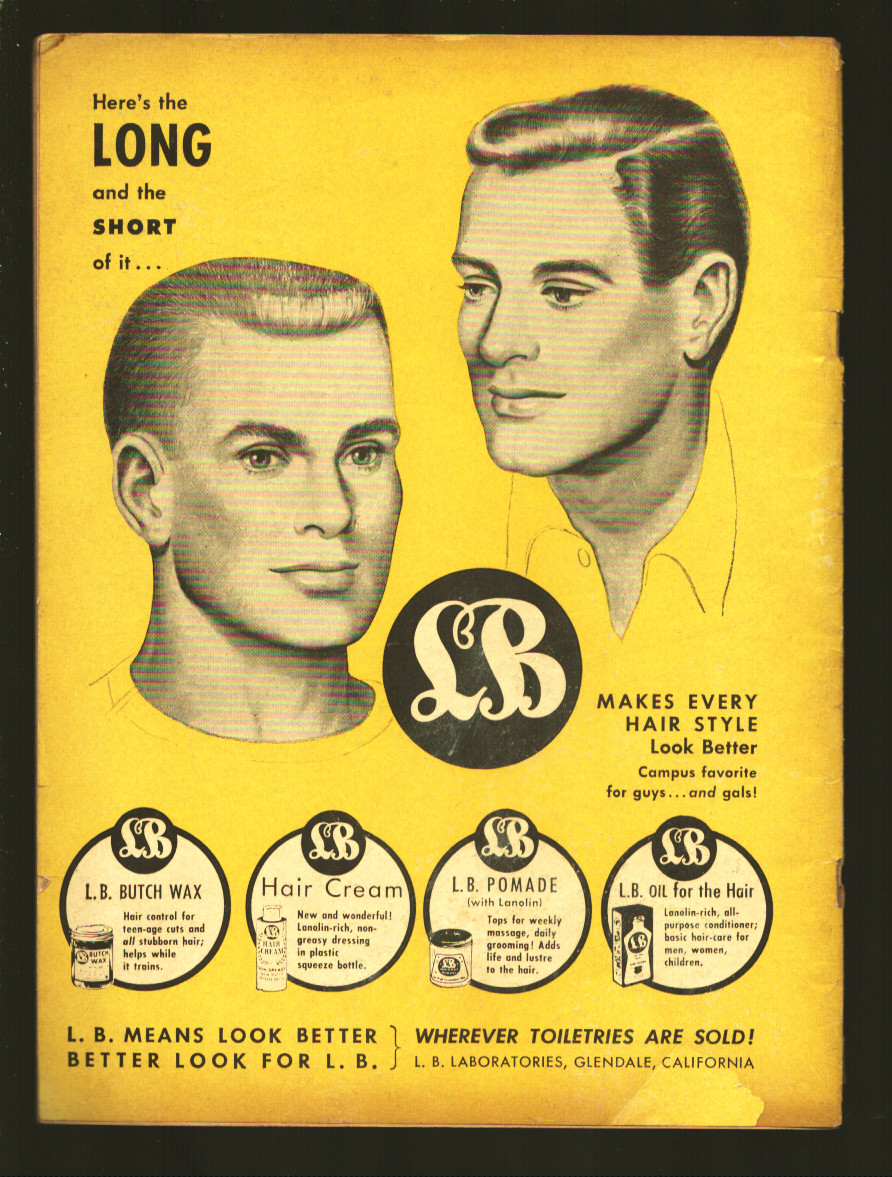 Here's the
LONG
and the
SHORT
of it...
LB
MAKES EVERY
HAIR STYLE
Look Better
Campus favorite
for guys...and gals!
LB
L.B. BUTCH WAX
Hair control for
teen-age cuts and
all stubborn hair;
helps while
it trains.
LB
BUTCH
WAX
LB
Hair Cream
New and wonderful!
Lanolin-rich, non-
greasy dressing
in plastic
squeeze bottle.
LB
HAIR
CREAM
LB
L.B. POMADE
(with Lanolin)
Tops for weekly
massage, daily
grooming! Adds
life and lustre
to the hair.
LB
LB
L.B. OIL for the Hair
Lanolin-rich, all-
purpose conditioner;
basic hair-care for
men, women,
children.
L. B. MEANS LOOK BETTER
BETTER LOOK FOR L. B.
WHEREVER TOILETRIES ARE SOLD!
L. B. LABORATORIES, GLENDALE, CALIFORNIA